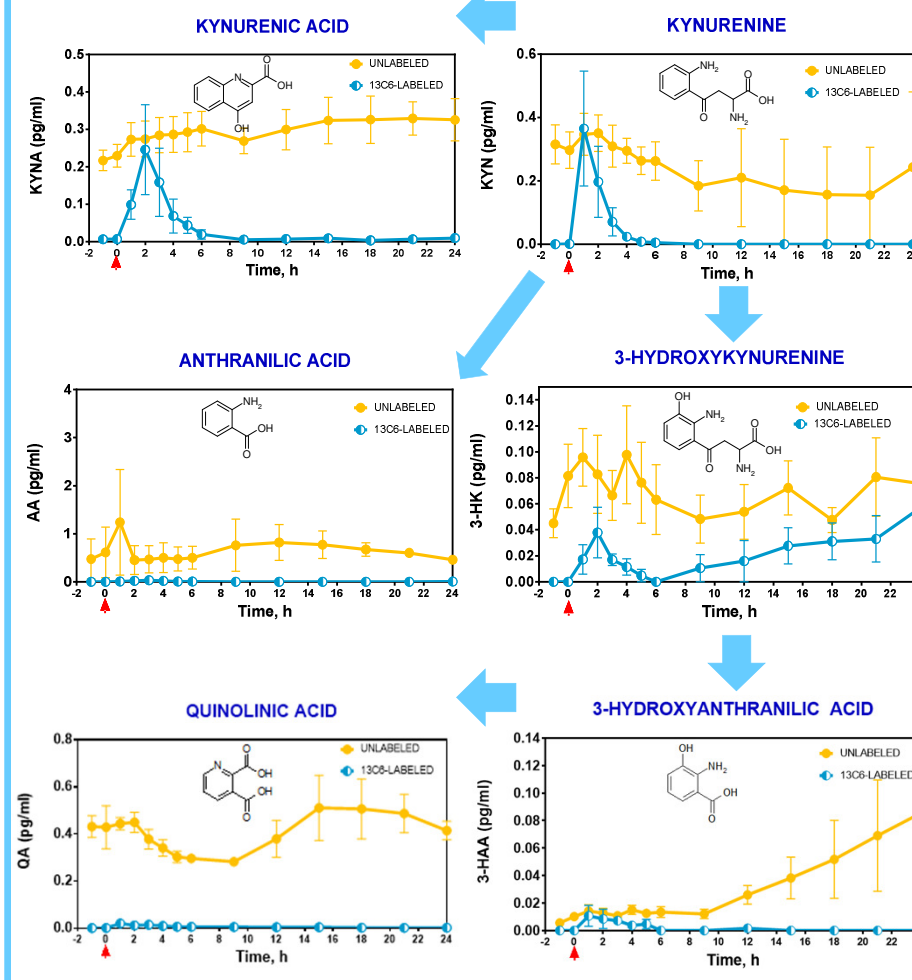 KYNURENIC ACID
KYNURENINE
0.5
0.4
0.3
0.2
0.1
0.0
KYNA (pg/ml)
N
O
OH
OH
UNLABELED
13C6-LABELED
-2 0 2 4 6 8 10 12 14 16 18 20 22 24
Time, h
0.6
0.4
0.2
0.0
KYN (pg/ml)
NH2
O
OH
O
NH2
UNLABELED
13C6-LABELED
-2 0 2 4 6 8 10 12 14 16 18 20 22 24
Time, h
ANTHRANILIC ACID
3-HYDROXYKYNURENINE
4
3
2
1
0
AA (pg/ml)
NH2
OH
O
UNLABELED
13C6-LABELED
-2 0 2 4 6 8 10 12 14 16 18 20 22 24
Time, h
0.14
0.12
0.10
0.08
0.06
0.04
0.02
0.00
3-HK (pg/ml)
OH
NH2
O
OH
O
NH2
UNLABELED
13C6-LABELED
-2 0 2 4 6 8 10 12 14 16 18 20 22
Time, h
QUINOLINIC ACID
3-HYDROXYANTHRANILIC ACID
0.8
0.6
0.4
0.2
0.0
QA (pg/ml)
N
O
OH
OH
O
UNLABELED
13C6-LABELED
-2 0 2 4 6 8 10 12 14 16 18 20 22 24
Time, h
0.14
0.12
0.10
0.08
0.06
0.04
0.02
0.00
3-HAA (pg/ml)
OH
NH2
OH
O
UNLABELED
13C6-LABELED
-2 0 2 4 6 8 10 12 14 16 18 20 22
Time, h